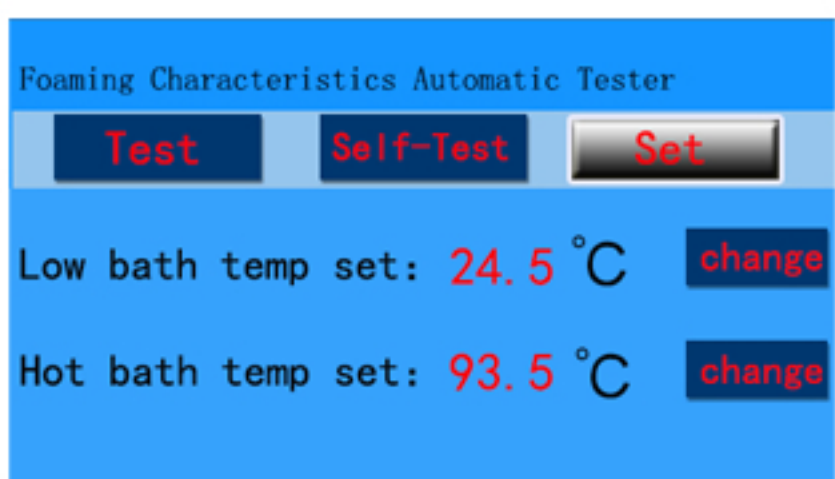 Foaming Characteristics Automatic Tester
Test Self-Test Set
Low bath temp set: 24.5 °C change
Hot bath temp set: 93.5 °C change